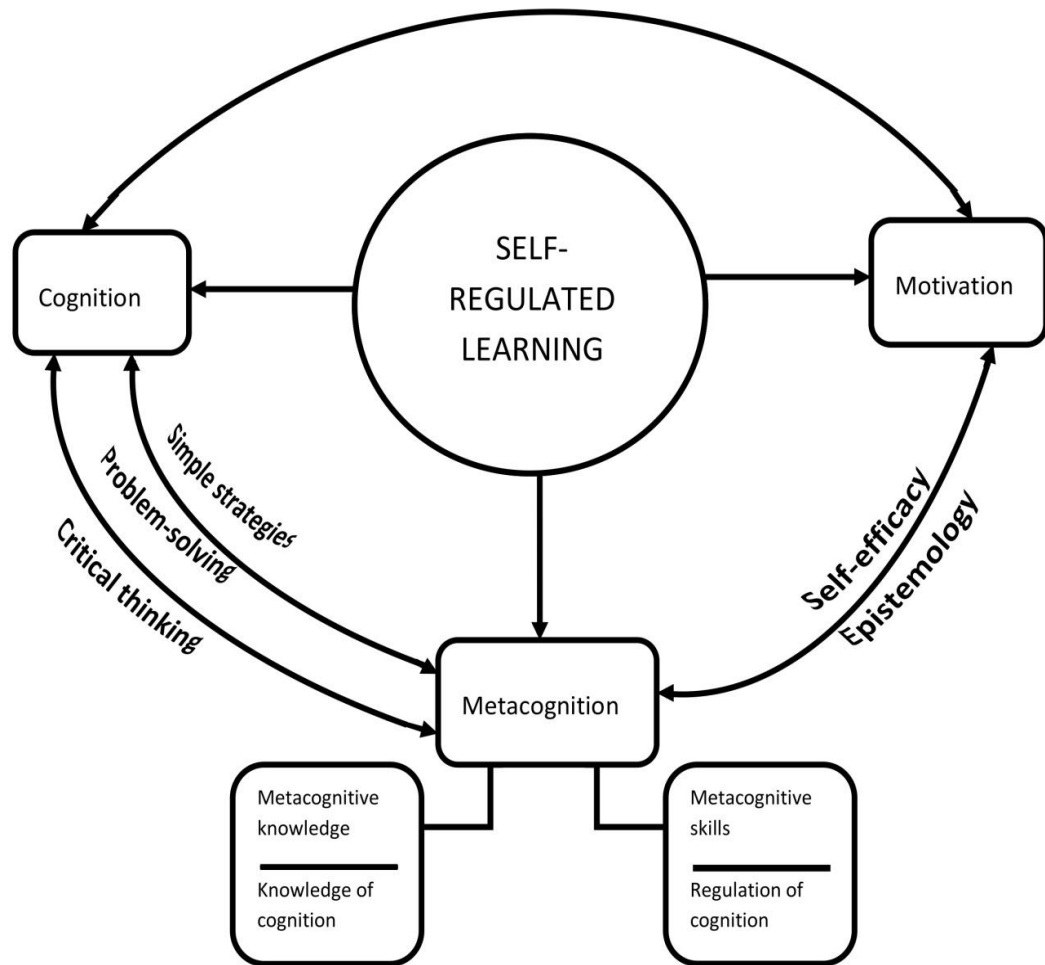 SELF-
REGULATED
LEARNING
Cognition
Motivation
Simple strategies
Problem-solving
Critical thinking
Self-efficacy
Epistemology
Metacognition
Metacognitive
knowledge
Knowledge of
cognition
Metacognitive
skills
Regulation of
cognition